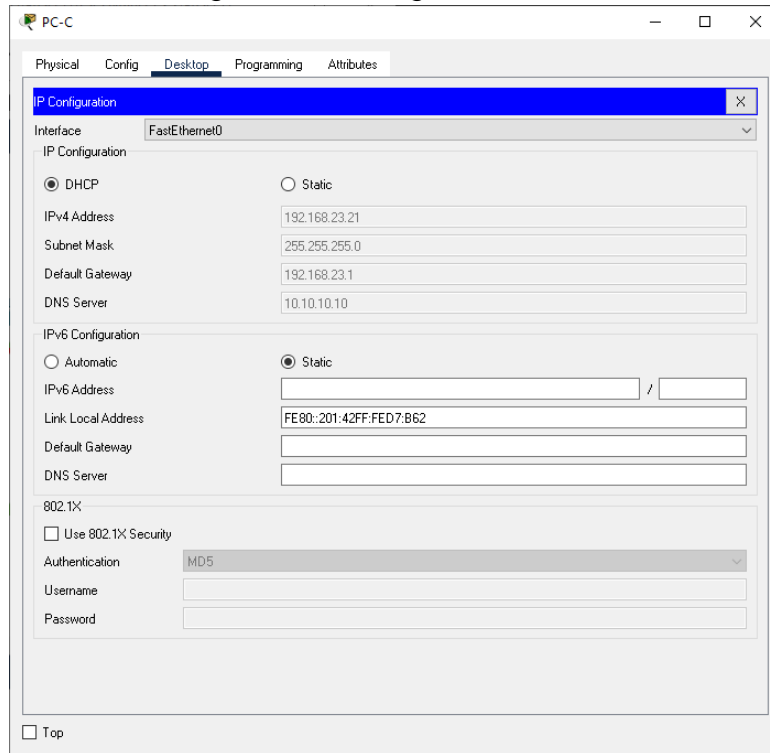 PC-C
Physical Config Desktop Programming Attributes
IP Configuration X
Interface FastEthernet0
IP Configuration
DHCP Static
IPv4 Address 192.168.23.21
Subnet Mask 255.255.255.0
Default Gateway 192.168.23.1
DNS Server 10.10.10.10
IPv6 Configuration
Automatic Static
IPv6 Address /
Link Local Address FE80::201:42FF:FED7:B62
Default Gateway
DNS Server
802.1X
Use 802.1X Security
Authentication MD5
Username
Password
Top